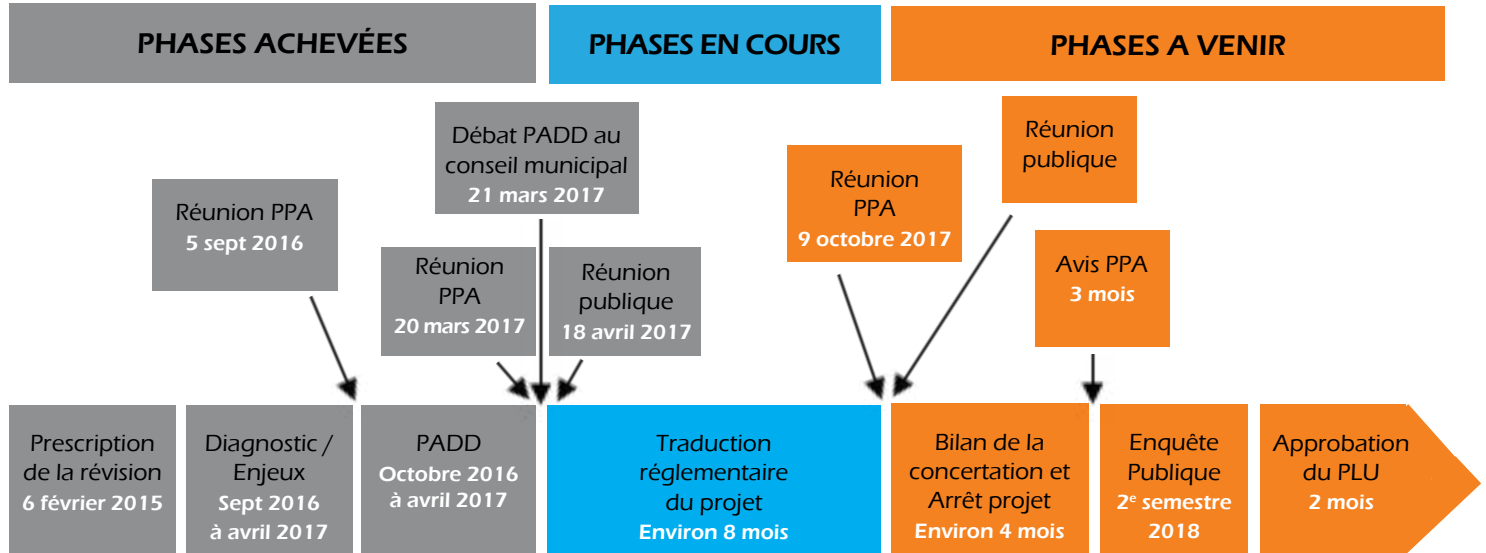 PHASES ACHEVÉES
PHASES EN COURS
PHASES A VENIR
Débat PADD au
conseil municipal
21 mars 2017
Réunion
publique
Réunion PPA
5 sept 2016
Réunion
PPA
9 octobre 2017
Réunion
PPA
20 mars 2017
Réunion
publique
18 avril 2017
Avis PPA
3 mois
Prescription
de la révision
6 février 2015
Diagnostic /
Enjeux
Sept 2016
à avril 2017
PADD
Octobre 2016
à avril 2017
Traduction
réglementaire
du projet
Environ 8 mois
Bilan de la
concertation et
Arrêt projet
Environ 4 mois
Enquête
Publique
2e semestre
2018
Approbation
du PLU
2 mois